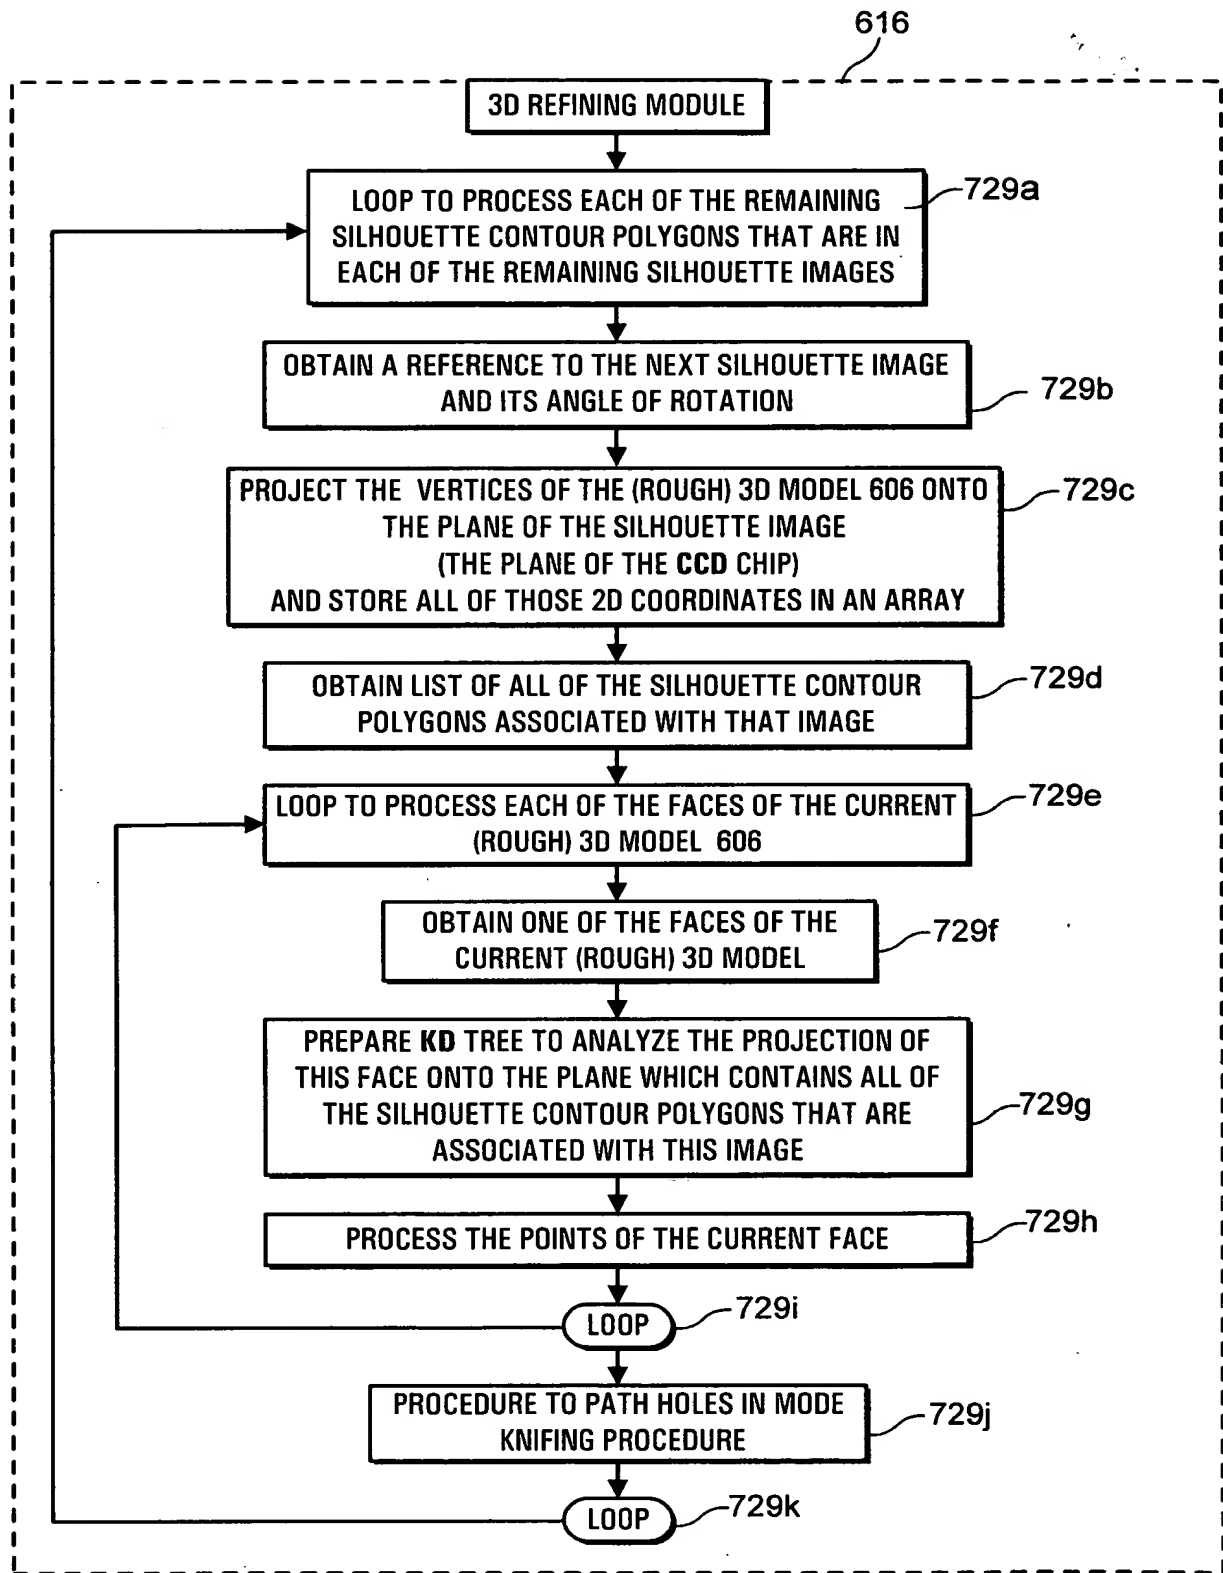 616
3D REFINING MODULE
LOOP TO PROCESS EACH OF THE REMAINING
SILHOUETTE CONTOUR POLYGONS THAT ARE IN
EACH OF THE REMAINING SILHOUETTE IMAGES
729a
OBTAIN A REFERENCE TO THE NEXT SILHOUETTE IMAGE
AND ITS ANGLE OF ROTATION
729b
PROJECT THE VERTICES OF THE (ROUGH) 3D MODEL 606 ONTO
THE PLANE OF THE SILHOUETTE IMAGE
(THE PLANE OF THE CCD CHIP)
AND STORE ALL OF THOSE 2D COORDINATES IN AN ARRAY
729c
OBTAIN LIST OF ALL OF THE SILHOUETTE CONTOUR
POLYGONS ASSOCIATED WITH THAT IMAGE
729d
LOOP TO PROCESS EACH OF THE FACES OF THE CURRENT
(ROUGH) 3D MODEL 606
729e
OBTAIN ONE OF THE FACES OF THE
CURRENT (ROUGH) 3D MODEL
729f
PREPARE KD TREE TO ANALYZE THE PROJECTION OF
THIS FACE ONTO THE PLANE WHICH CONTAINS ALL OF
THE SILHOUETTE CONTOUR POLYGONS THAT ARE
ASSOCIATED WITH THIS IMAGE
729g
PROCESS THE POINTS OF THE CURRENT FACE
729h
LOOP
729i
PROCEDURE TO PATH HOLES IN MODE
KNIFING PROCEDURE
729j
LOOP
729k